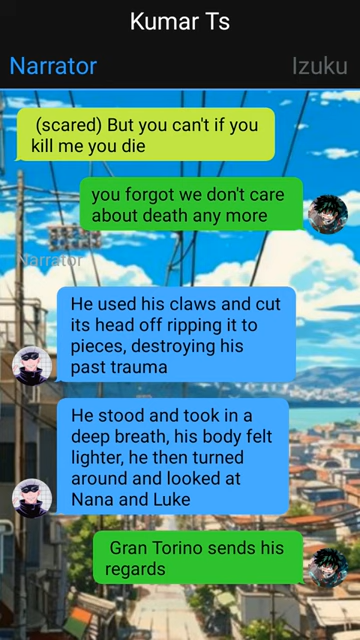 Kumar Ts
Narrator
Izuku
(scared) But you can't if you
kill me you die
you forgot we don't care
about death any more
Narrator
He used his claws and cut
its head off ripping it to
pieces, destroying his
past trauma
He stood and took in a
deep breath, his body felt
lighter, he then turned
around and looked at
Nana and Luke
Gran Torino sends his
regards